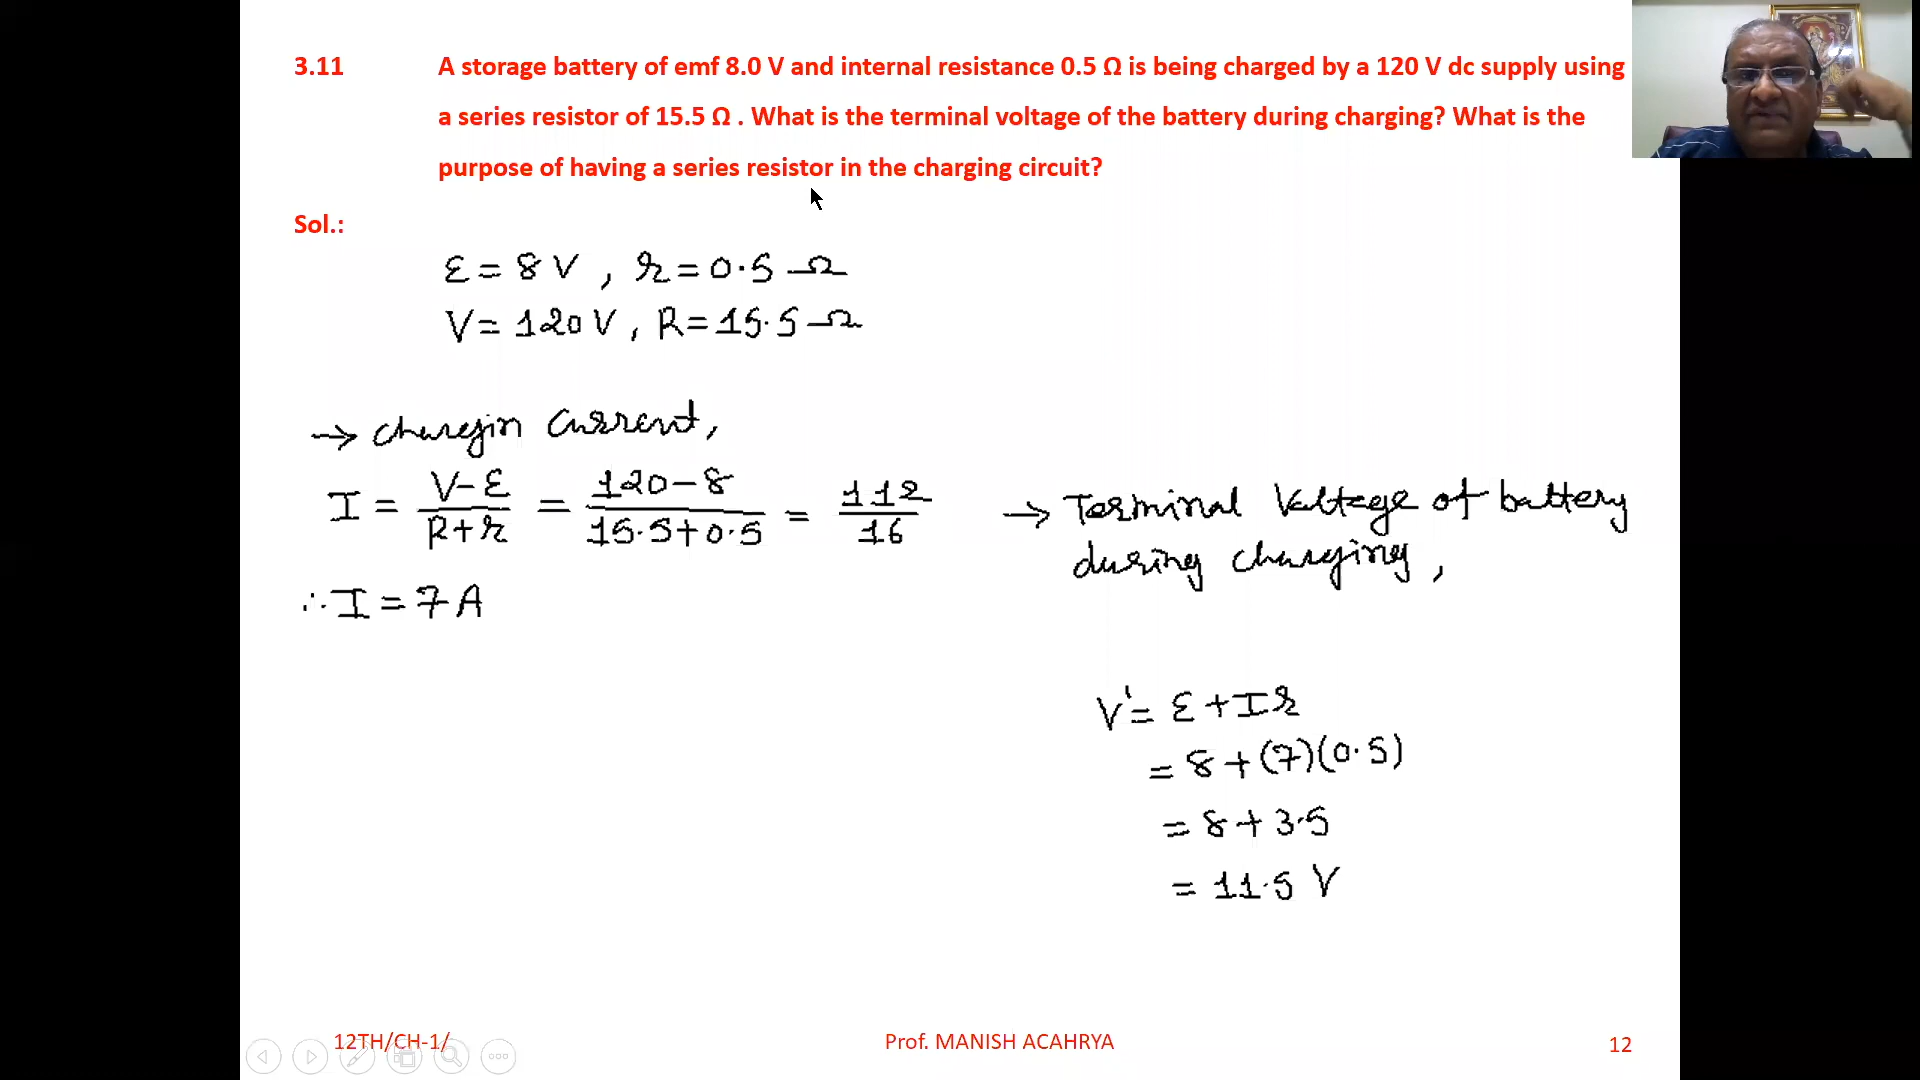 3.11 A storage battery of emf 8.0 V and internal resistance 0.5 Ω is being charged by a 120 V dc supply using
a series resistor of 15.5 Ω . What is the terminal voltage of the battery during charging? What is the
purpose of having a series resistor in the charging circuit?
Sol.:
ε = 8 V , r = 0.5 Ω
V = 120 V , R = 15.5 Ω
→ Chargin Current,
I = V-ε / R+r = 120-8 / 15.5+0.5 = 112 / 16
∴ I = 7 A
→ Terminal Voltage of battery
during charging,
V' = ε + Ir
= 8 + (7)(0.5)
= 8 + 3.5
= 11.5 V
12TH/CH-1/ Prof. MANISH ACAHRYA 12